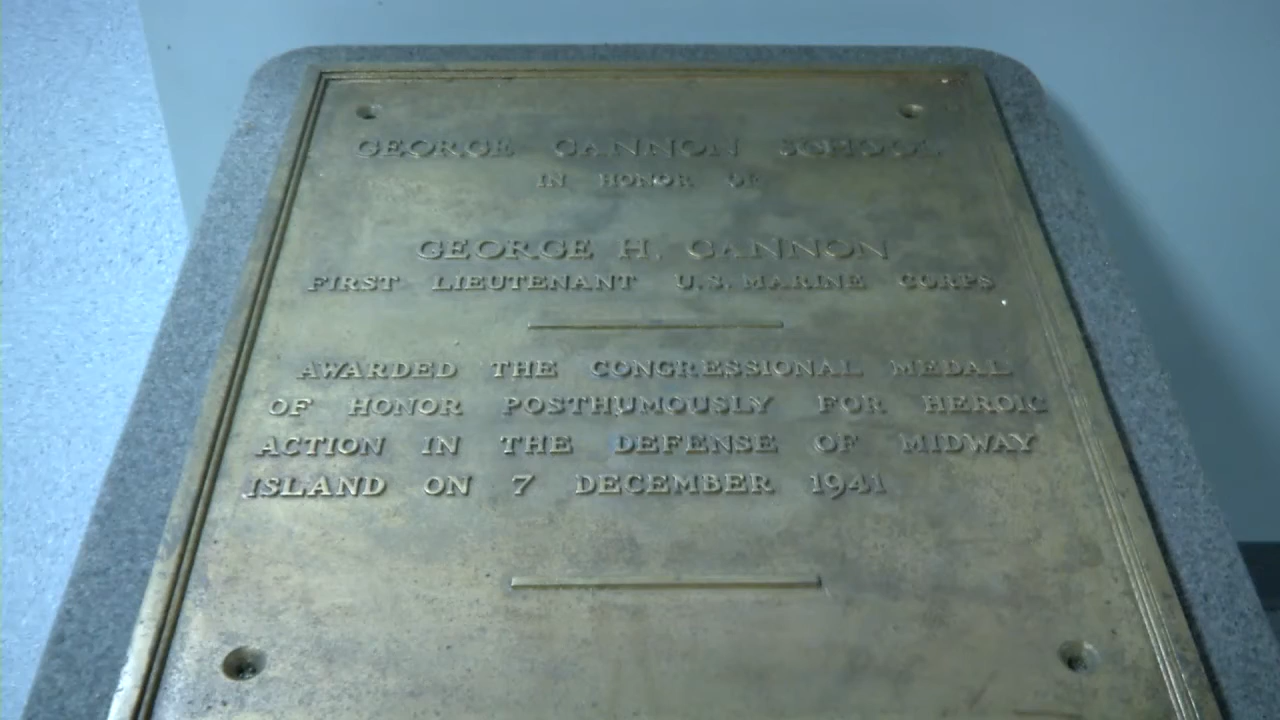 GEORGE CANNON SCHOOL
IN HONOR OF
GEORGE H. CANNON
FIRST LIEUTENANT U.S. MARINE CORPS
AWARDED THE CONGRESSIONAL MEDAL
OF HONOR POSTHUMOUSLY FOR HEROIC
ACTION IN THE DEFENSE OF MIDWAY
ISLAND ON 7 DECEMBER 1941